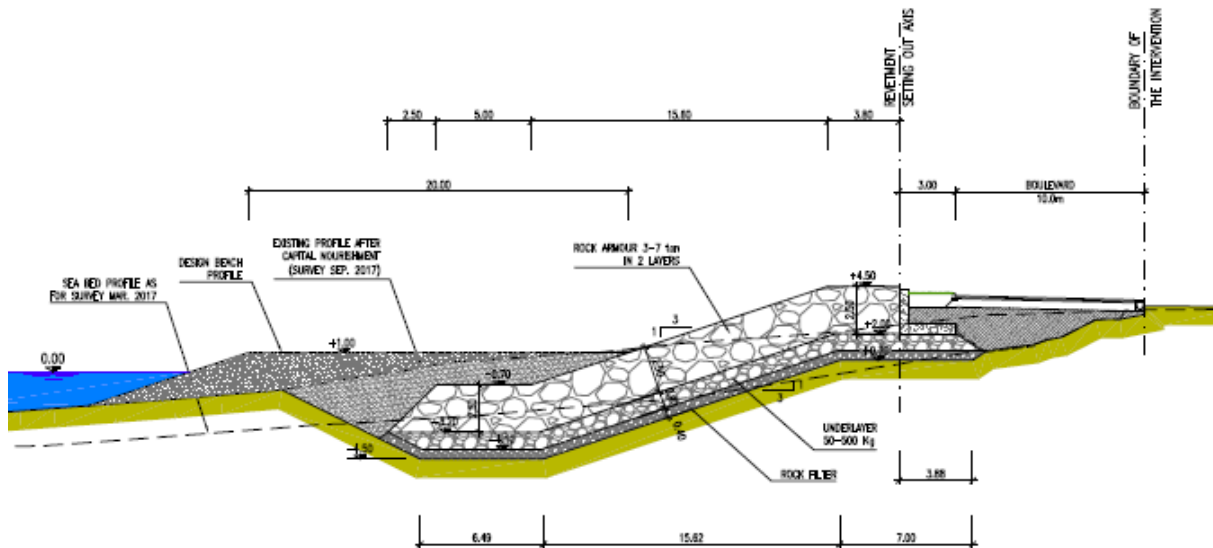 REVETMENT
SETTING OUT AXIS
BOUNDARY OF
THE INTERVENTION
2.50
5.00
15.60
3.80
20.00
3.00
BOULEVARD
10.0m
DESIGN BEACH
PROFILE
EXISTING PROFILE AFTER
CAPITAL NOURISHMENT
(SURVEY SEP. 2017)
ROCK ARMOUR 3-7 ton
IN 2 LAYERS
SEA BED PROFILE AS
FOR SURVEY MAR. 2017
+4.50
2.50
1
3
+2.00
0.00
+1.00
-0.70
3
1
0.40
UNDERLAYER
50-500 Kg
ROCK FILTER
3.88
6.49
15.62
7.00